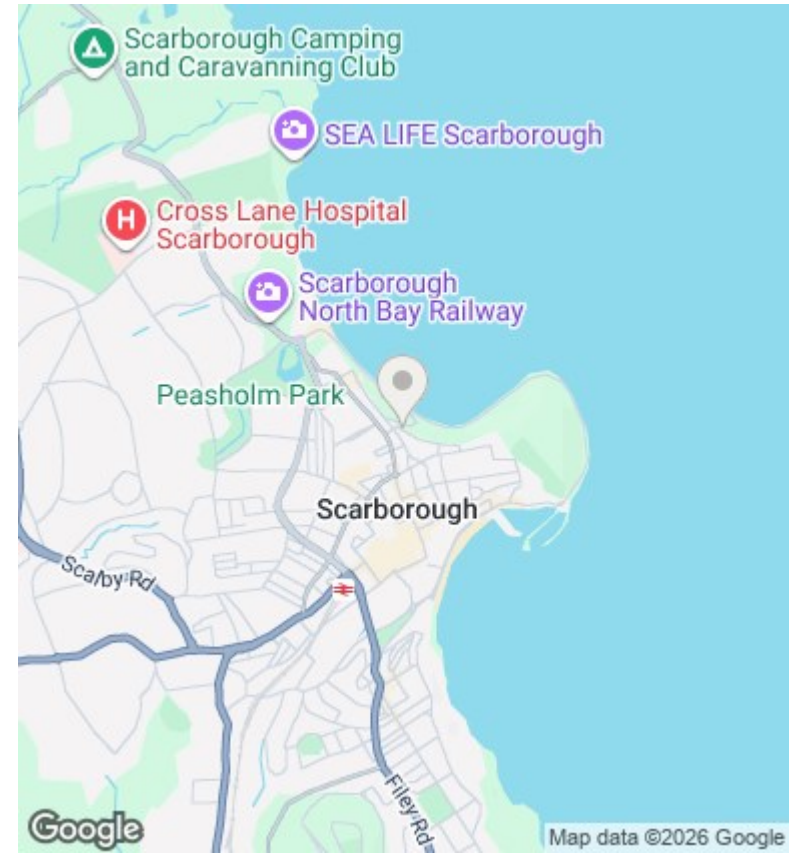 Scarborough Camping
and Caravanning Club
SEA LIFE Scarborough
H
Cross Lane Hospital
Scarborough
Scarborough
North Bay Railway
Peasholm Park
Scarborough
Scalby Rd
Filey Rd
Google
Map data ©2026 Google